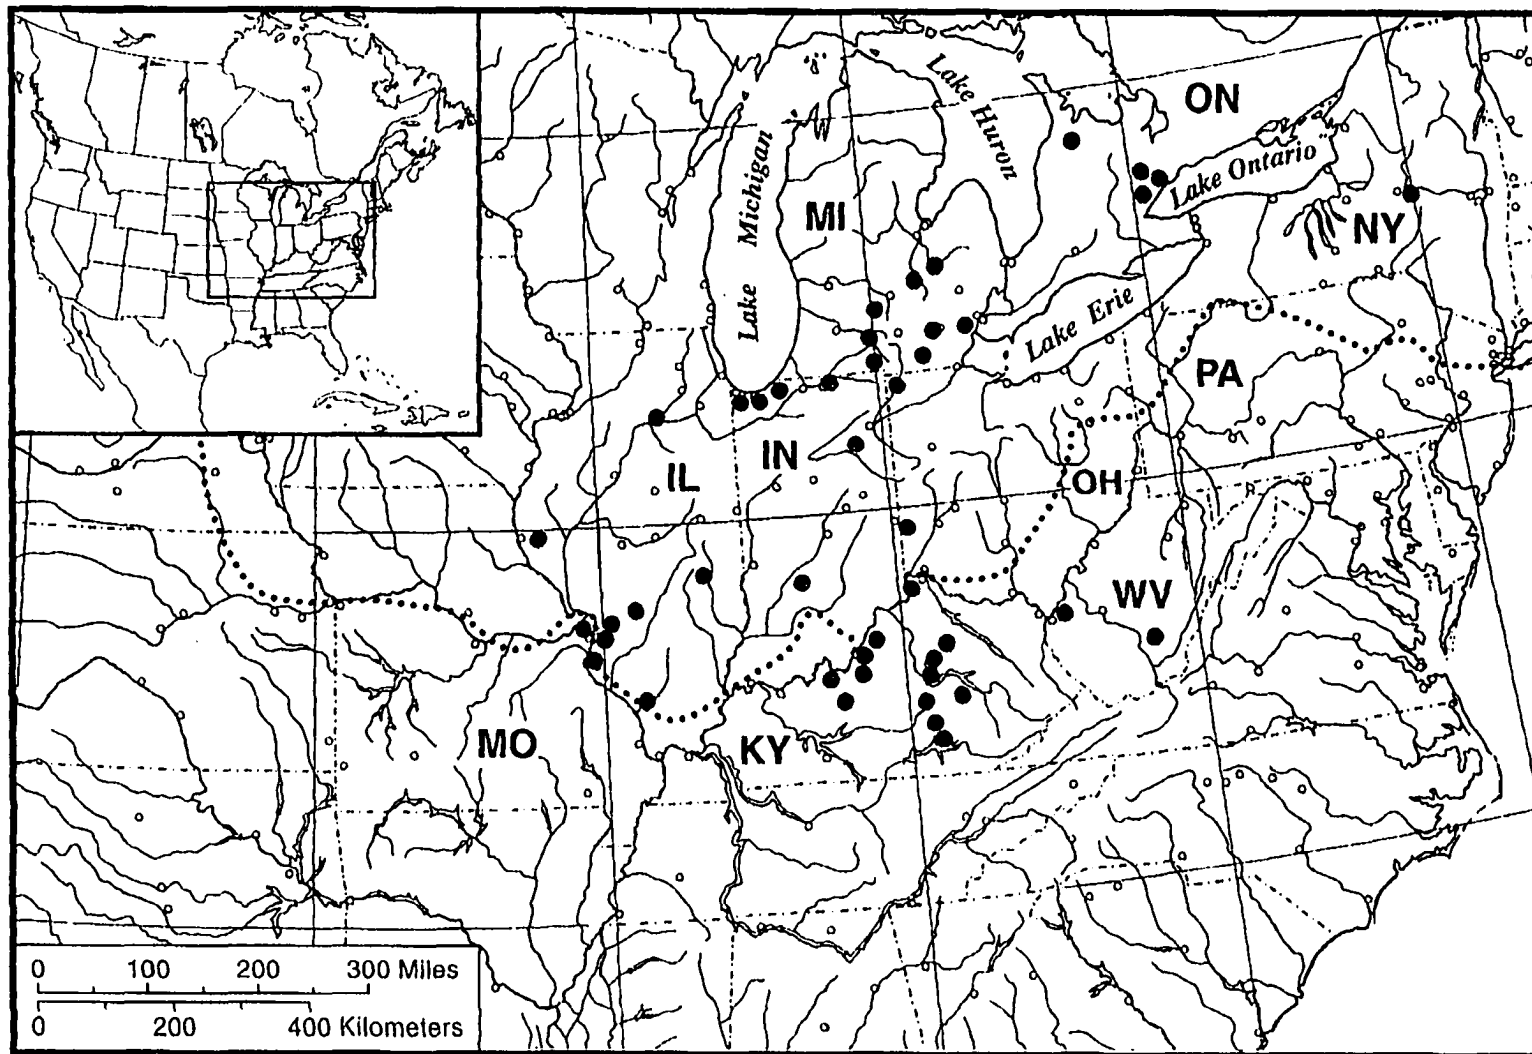 ON
Lake Huron
Lake Michigan
Lake Ontario
MI
NY
Lake Erie
PA
IN
IL
OH
WV
MO
KY
0 100 200 300 Miles
0 200 400 Kilometers